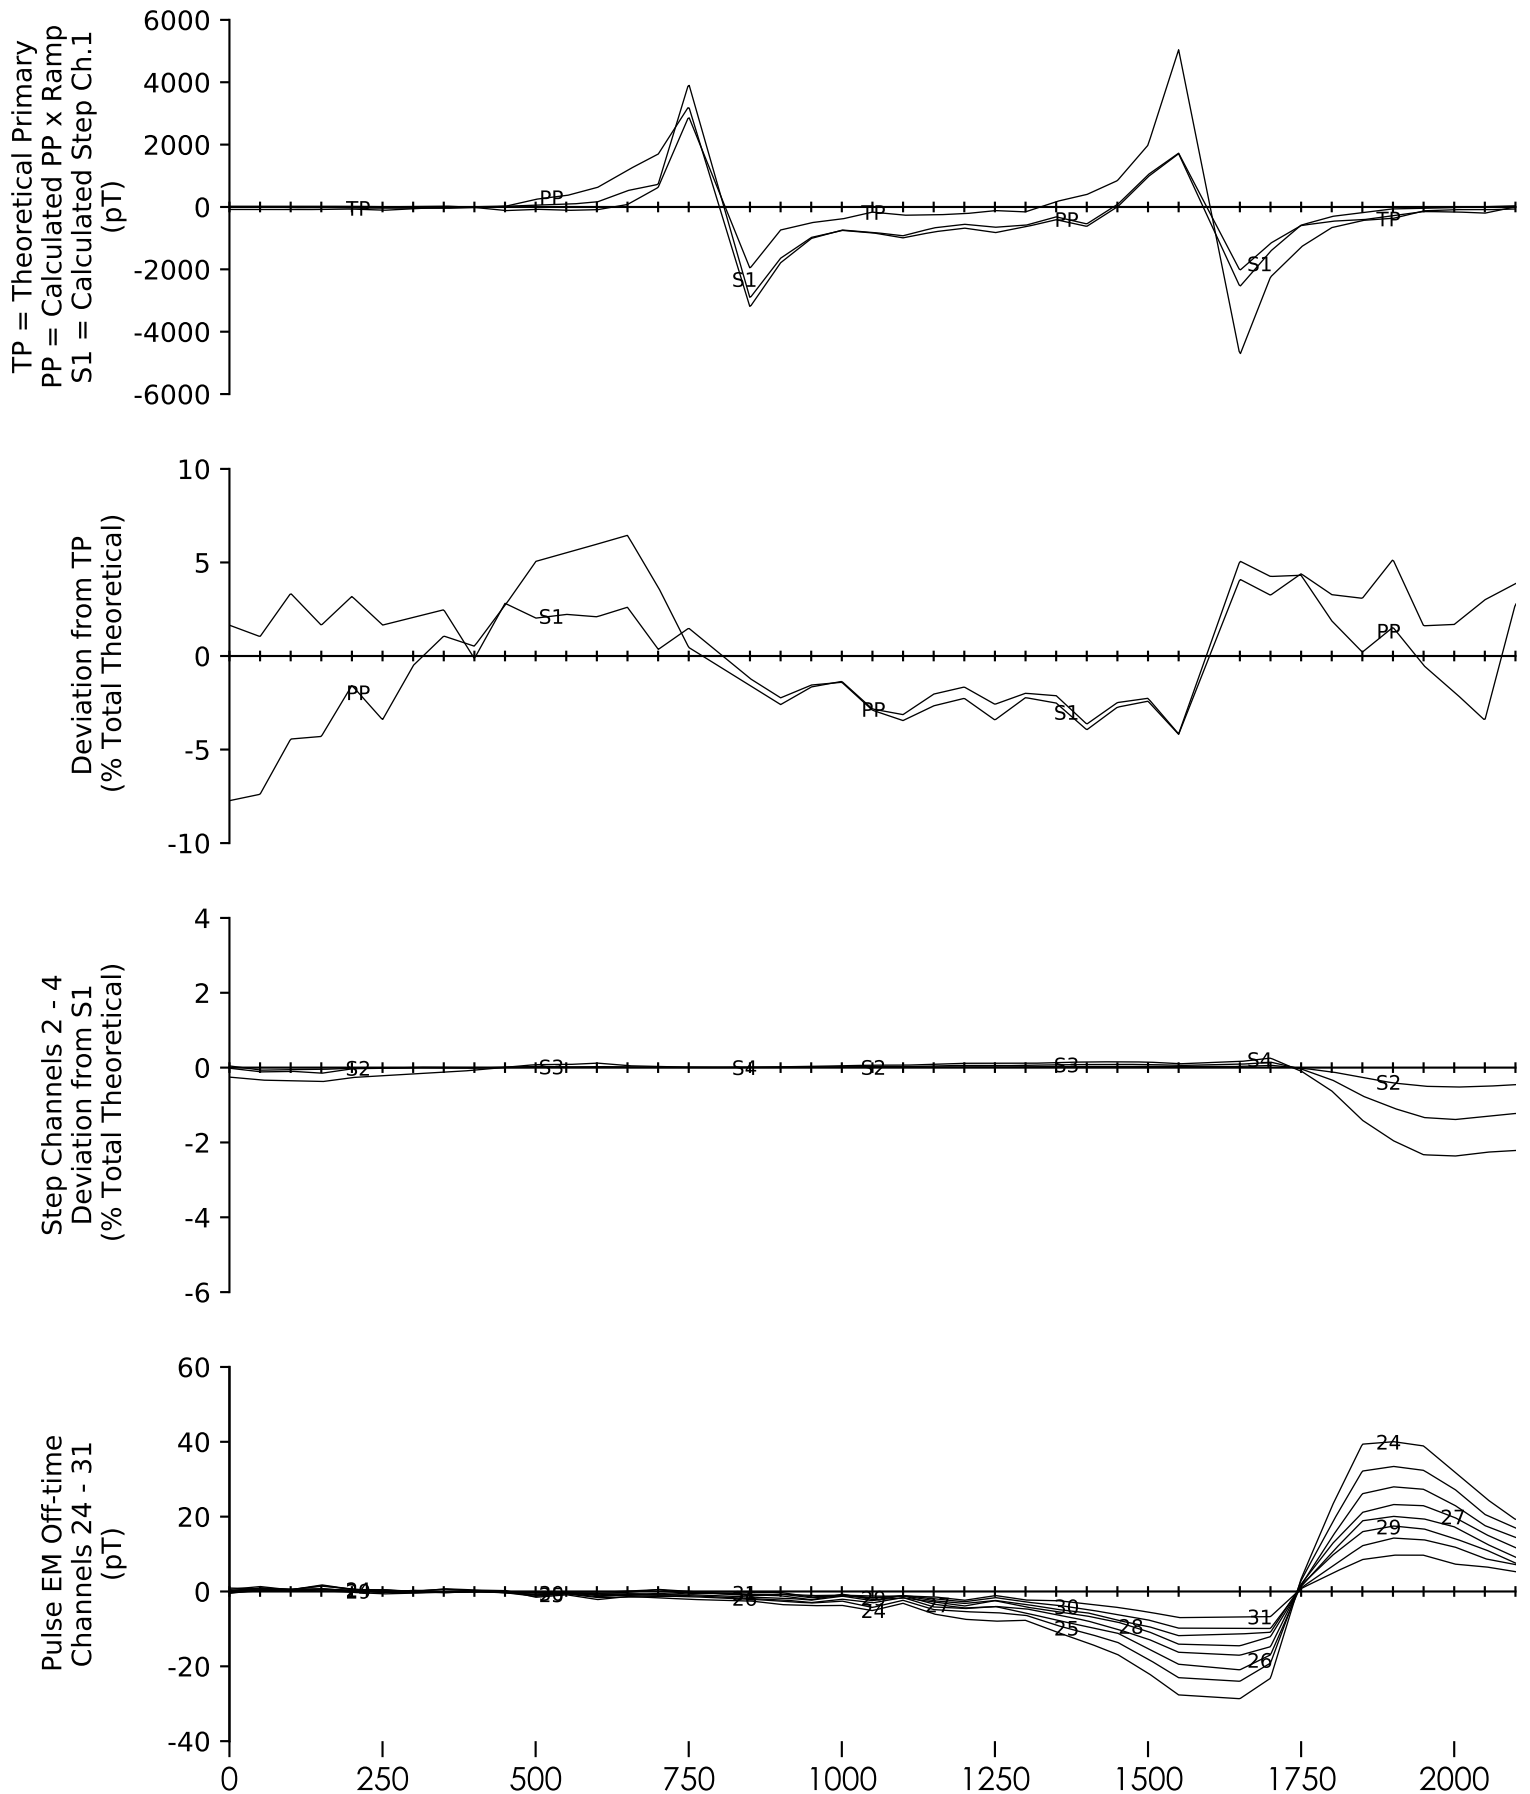 TP = Theoretical Primary
PP = Calculated PP x Ramp
S1 = Calculated Step Ch.1
(pT)
6000
4000
2000
0
-2000
-4000
-6000
TP
PP
S1
TP
PP
S1
TP
Deviation from TP
(% Total Theoretical)
10
5
0
-5
-10
PP
S1
PP
S1
PP
Step Channels 2 - 4
Deviation from S1
(% Total Theoretical)
4
2
0
-2
-4
-6
S2
S3
S4
S2
S3
S4
S2
Pulse EM Off-time
Channels 24 - 31
(pT)
60
40
20
0
-20
-40
31
26
24
27
30
25
28
31
26
24
29
27
0 250 500 750 1000 1250 1500 1750 2000